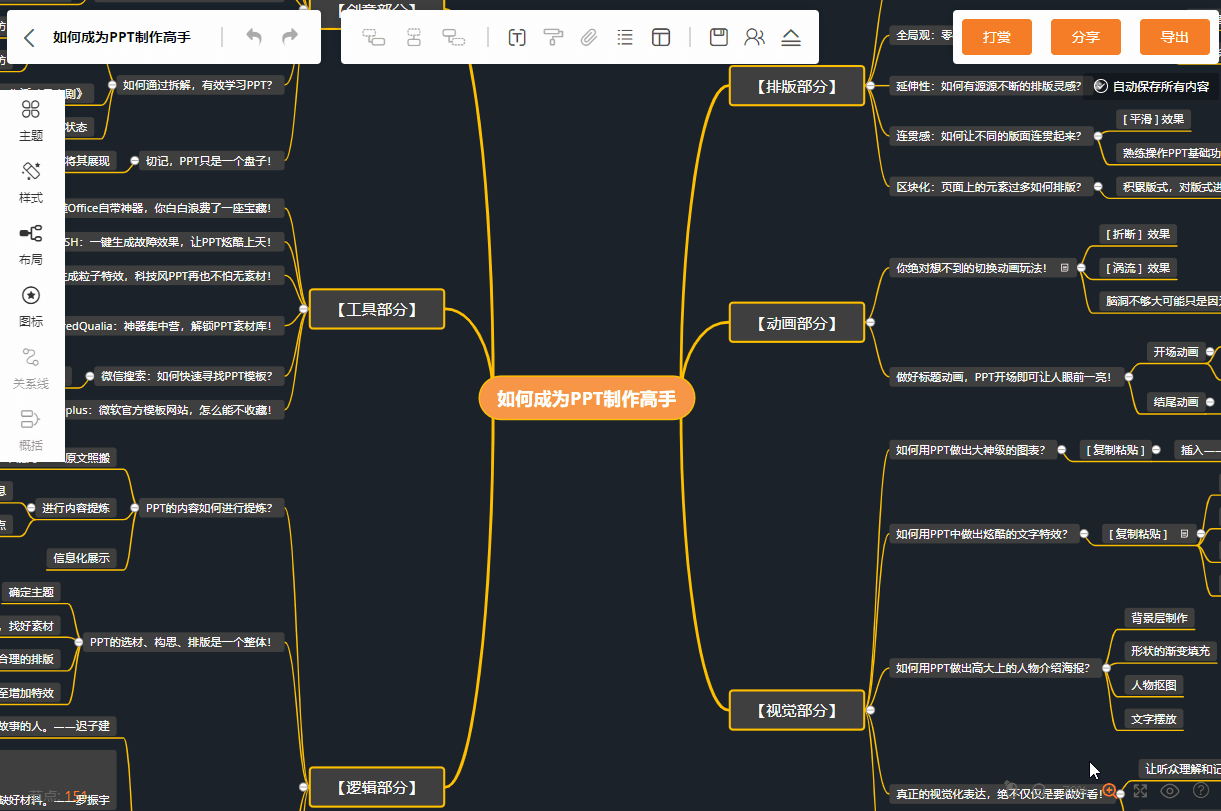 如何成为PPT制作高手
打赏
分享
导出
自动保存所有内容
主题
样式
布局
图标
关系线
概括
如何成为PPT制作高手
【创意部分】
如何通过拆解，有效学习PPT？
剧》
状态
切记，PPT只是一个盘子！
将其展现
【工具部分】
Office自带神器，你白白浪费了一座宝藏！
SH：一键生成故障效果，让PPT炫酷上天！
生成粒子特效，科技风PPT再也不怕无素材！
redQualia：神器集中营，解锁PPT素材库！
微信搜索：如何快速寻找PPT模板？
plus：微软官方模板网站，怎么能不收藏！
【逻辑部分】
PPT的内容如何进行提炼？
原文照搬
进行内容提炼
息
点
信息化展示
PPT的选材、构思、排版是一个整体！
确定主题
，找好素材
合理的排版
至增加特效
故事的人。——迟子建
缺好材料。——罗振宇
节点: 151
【排版部分】
全局观：零
延伸性：如何有源源不断的排版灵感？
连贯感：如何让不同的版面连贯起来？
[ 平滑 ] 效果
熟练操作PPT基础功
区块化：页面上的元素过多如何排版？
积累版式，对版式进
【动画部分】
你绝对想不到的切换动画玩法！
[ 折断 ] 效果
[ 涡流 ] 效果
脑洞不够大可能只是因
做好标题动画，PPT开场即可让人眼前一亮！
开场动画
结尾动画
【视觉部分】
如何用PPT做出大神级的图表？
[ 复制粘贴 ]
插入——
如何用PPT中做出炫酷的文字特效？
[ 复制粘贴 ]
如何用PPT做出高大上的人物介绍海报？
背景层制作
形状的渐变填充
人物抠图
文字摆放
真正的视觉化表达，绝不仅仅是要做好看！
让听众理解和记